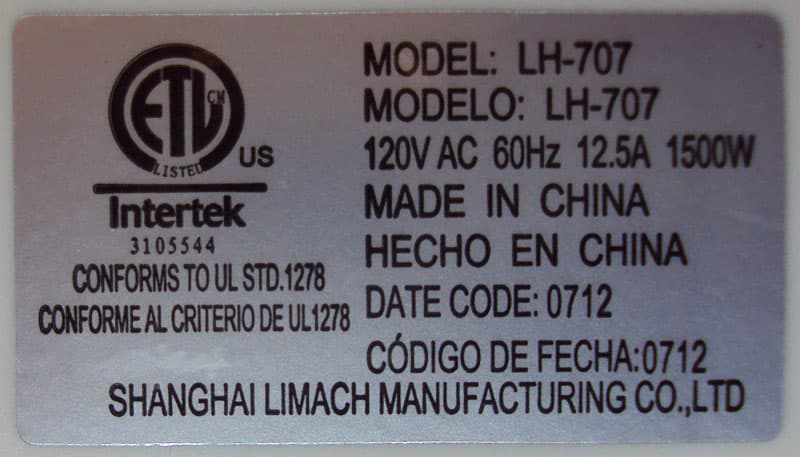 ETL CM
LISTED US
Intertek
3105544
CONFORMS TO UL STD.1278
CONFORME AL CRITERIO DE UL1278
MODEL: LH-707
MODELO: LH-707
120V AC 60Hz 12.5A 1500W
MADE IN CHINA
HECHO EN CHINA
DATE CODE: 0712
CÓDIGO DE FECHA:0712
SHANGHAI LIMACH MANUFACTURING CO.,LTD